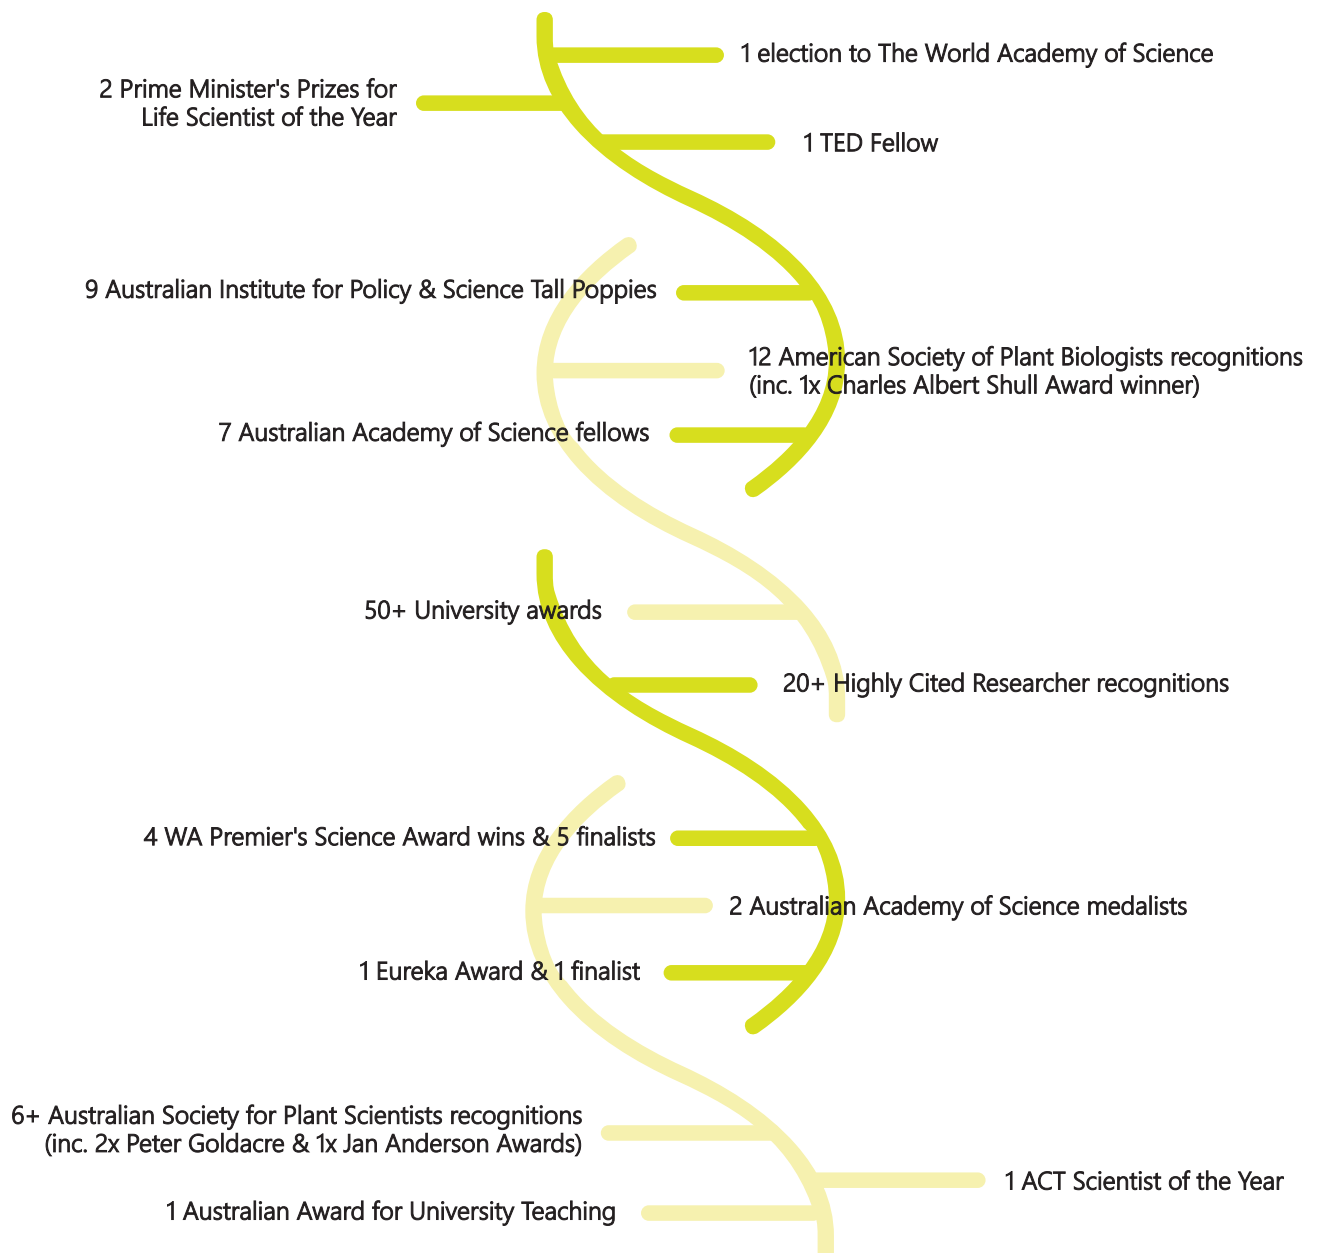 1 election to The World Academy of Science
2 Prime Minister's Prizes for
Life Scientist of the Year
1 TED Fellow
9 Australian Institute for Policy & Science Tall Poppies
12 American Society of Plant Biologists recognitions
(inc. 1x Charles Albert Shull Award winner)
7 Australian Academy of Science fellows
50+ University awards
20+ Highly Cited Researcher recognitions
4 WA Premier's Science Award wins & 5 finalists
2 Australian Academy of Science medalists
1 Eureka Award & 1 finalist
6+ Australian Society for Plant Scientists recognitions
(inc. 2x Peter Goldacre & 1x Jan Anderson Awards)
1 ACT Scientist of the Year
1 Australian Award for University Teaching